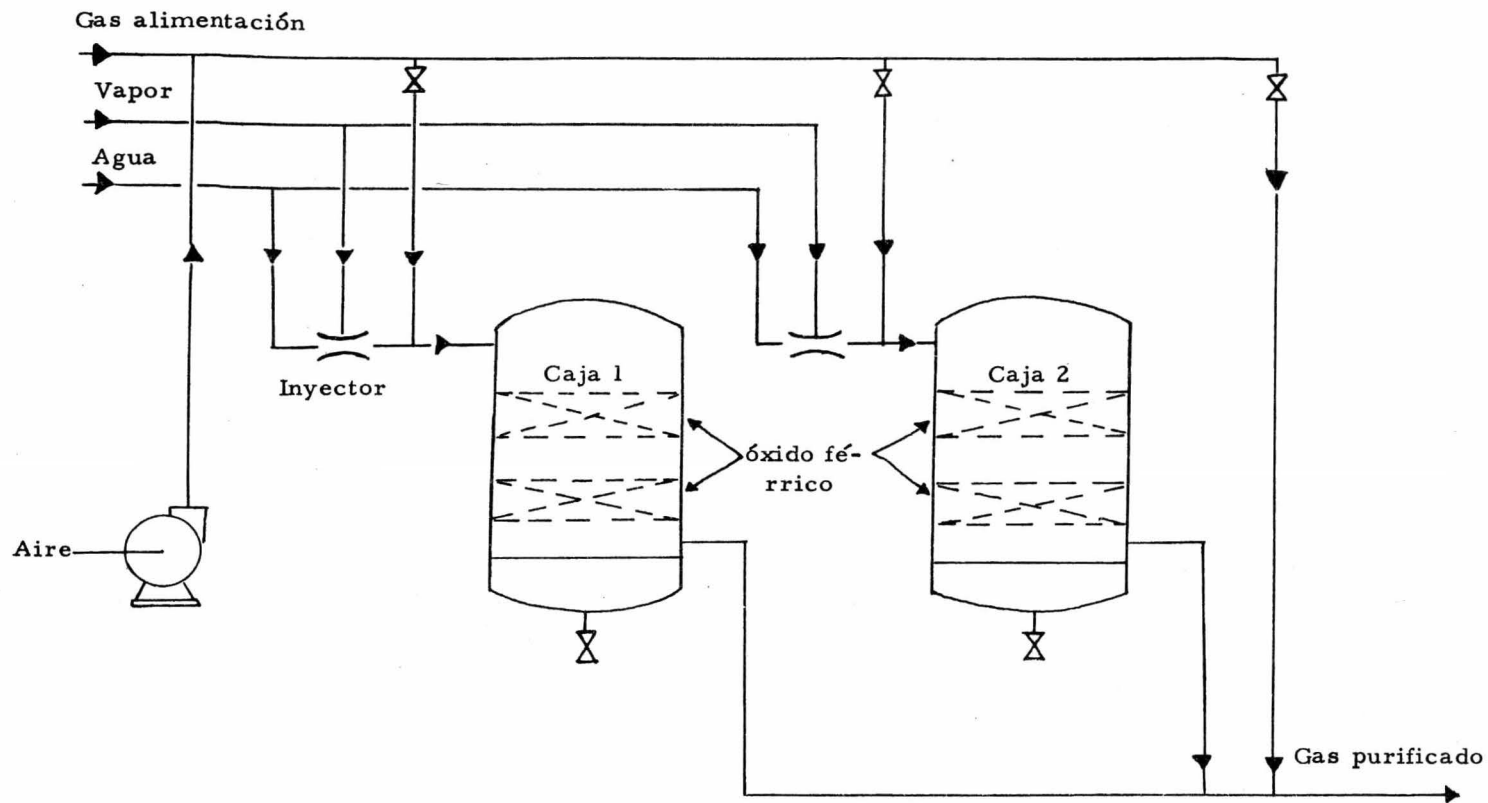 Gas alimentación
Vapor
Agua
Inyector
Caja 1
Caja 2
óxido fé-
rrico
Aire
Gas purificado